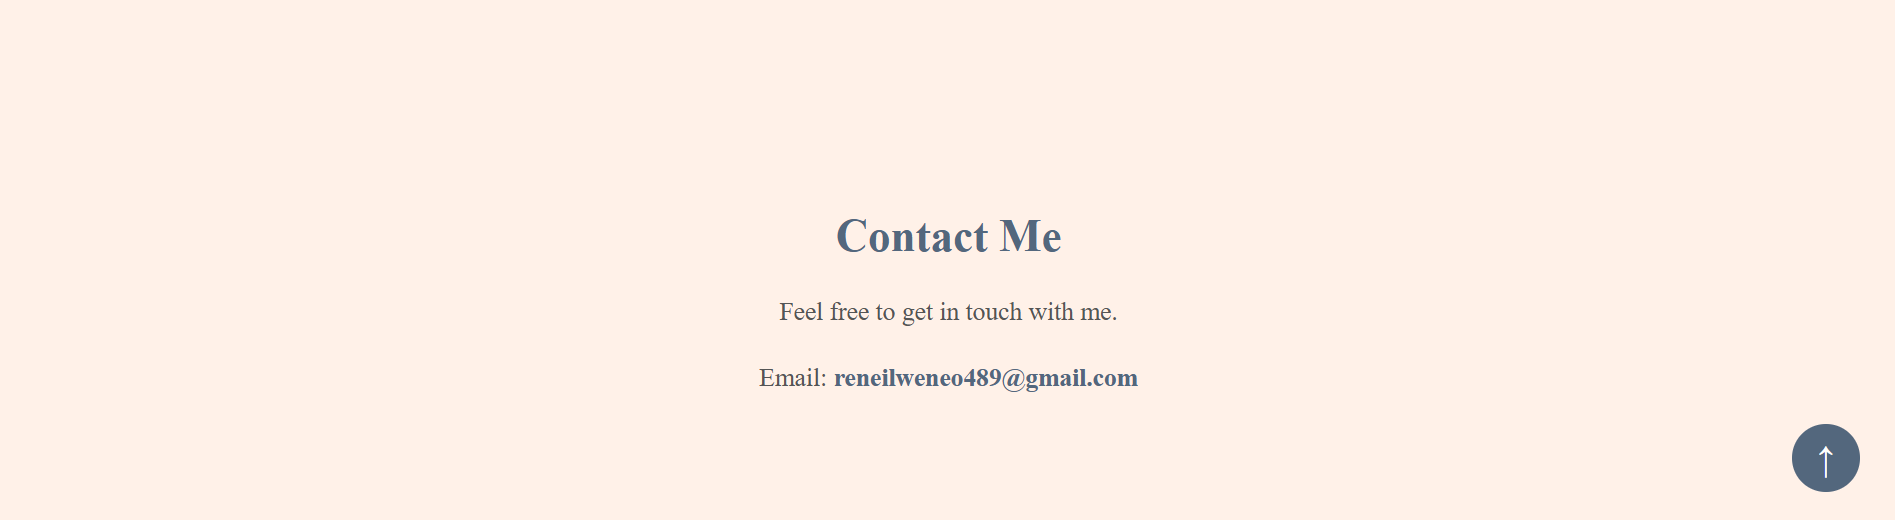 Contact Me
Feel free to get in touch with me.
Email: reneilweneo489@gmail.com
↑